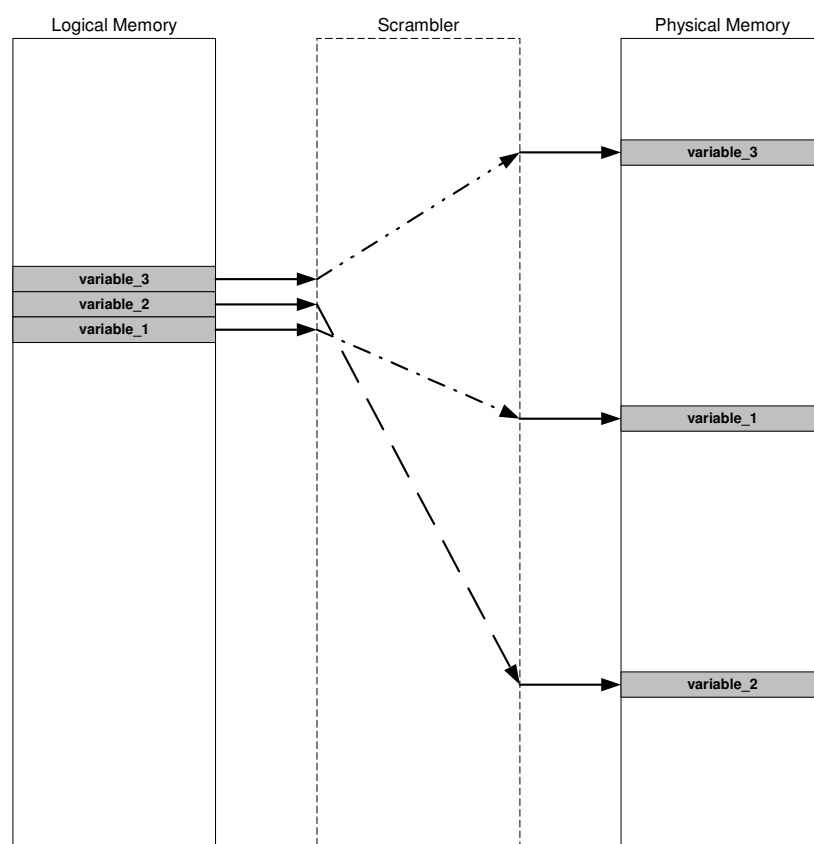 Logical Memory
Scrambler
Physical Memory
variable_3
variable_3
variable_2
variable_1
variable_1
variable_2